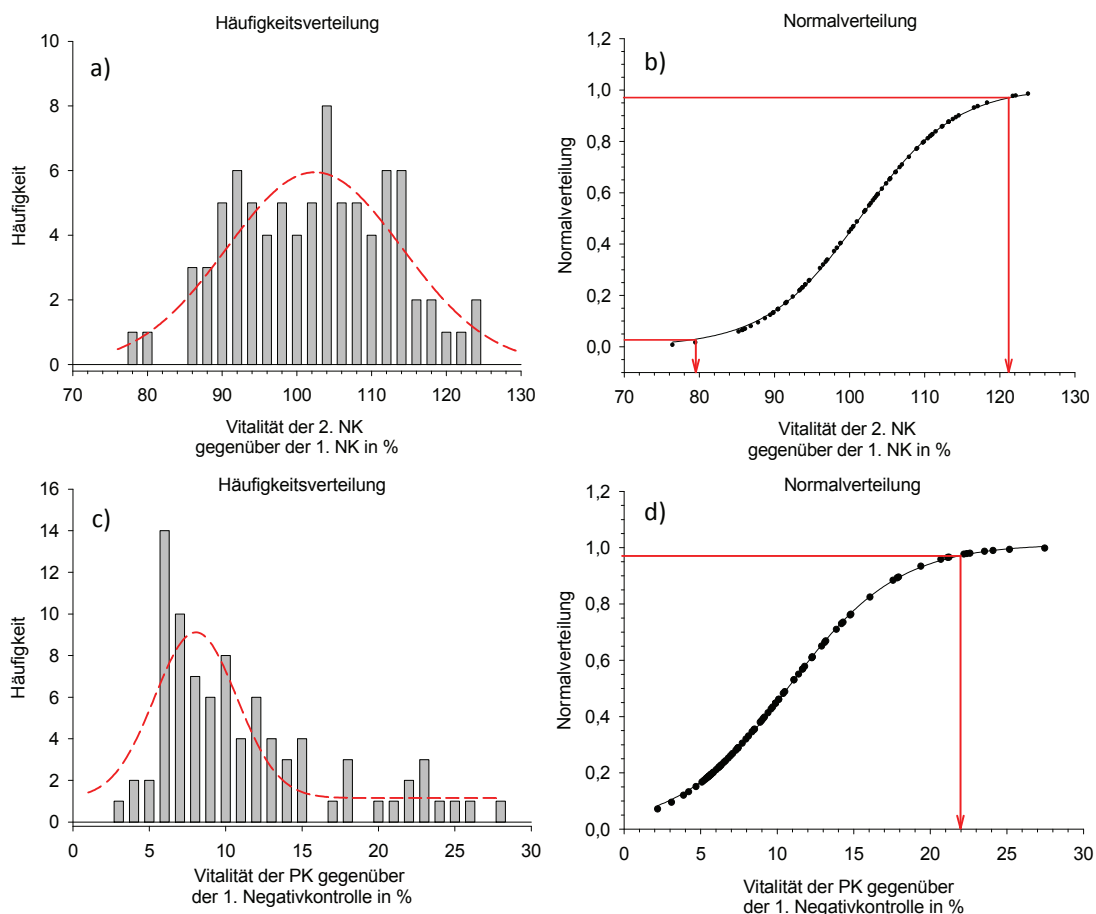 Häufigkeitsverteilung
a)
Häufigkeit
10
8
6
4
2
0
70 80 90 100 110 120 130
Vitalität der 2. NK
gegenüber der 1. NK in %
Normalverteilung
b)
Normalverteilung
1,2
1,0
0,8
0,6
0,4
0,2
0,0
70 80 90 100 110 120 130
Vitalität der 2. NK
gegenüber der 1. NK in %
Häufigkeitsverteilung
c)
Häufigkeit
16
14
12
10
8
6
4
2
0
0 5 10 15 20 25 30
Vitalität der PK gegenüber
der 1. Negativkontrolle in %
Normalverteilung
d)
Normalverteilung
1,2
1,0
0,8
0,6
0,4
0,2
0,0
0 5 10 15 20 25 30
Vitalität der PK gegenüber
der 1. Negativkontrolle in %